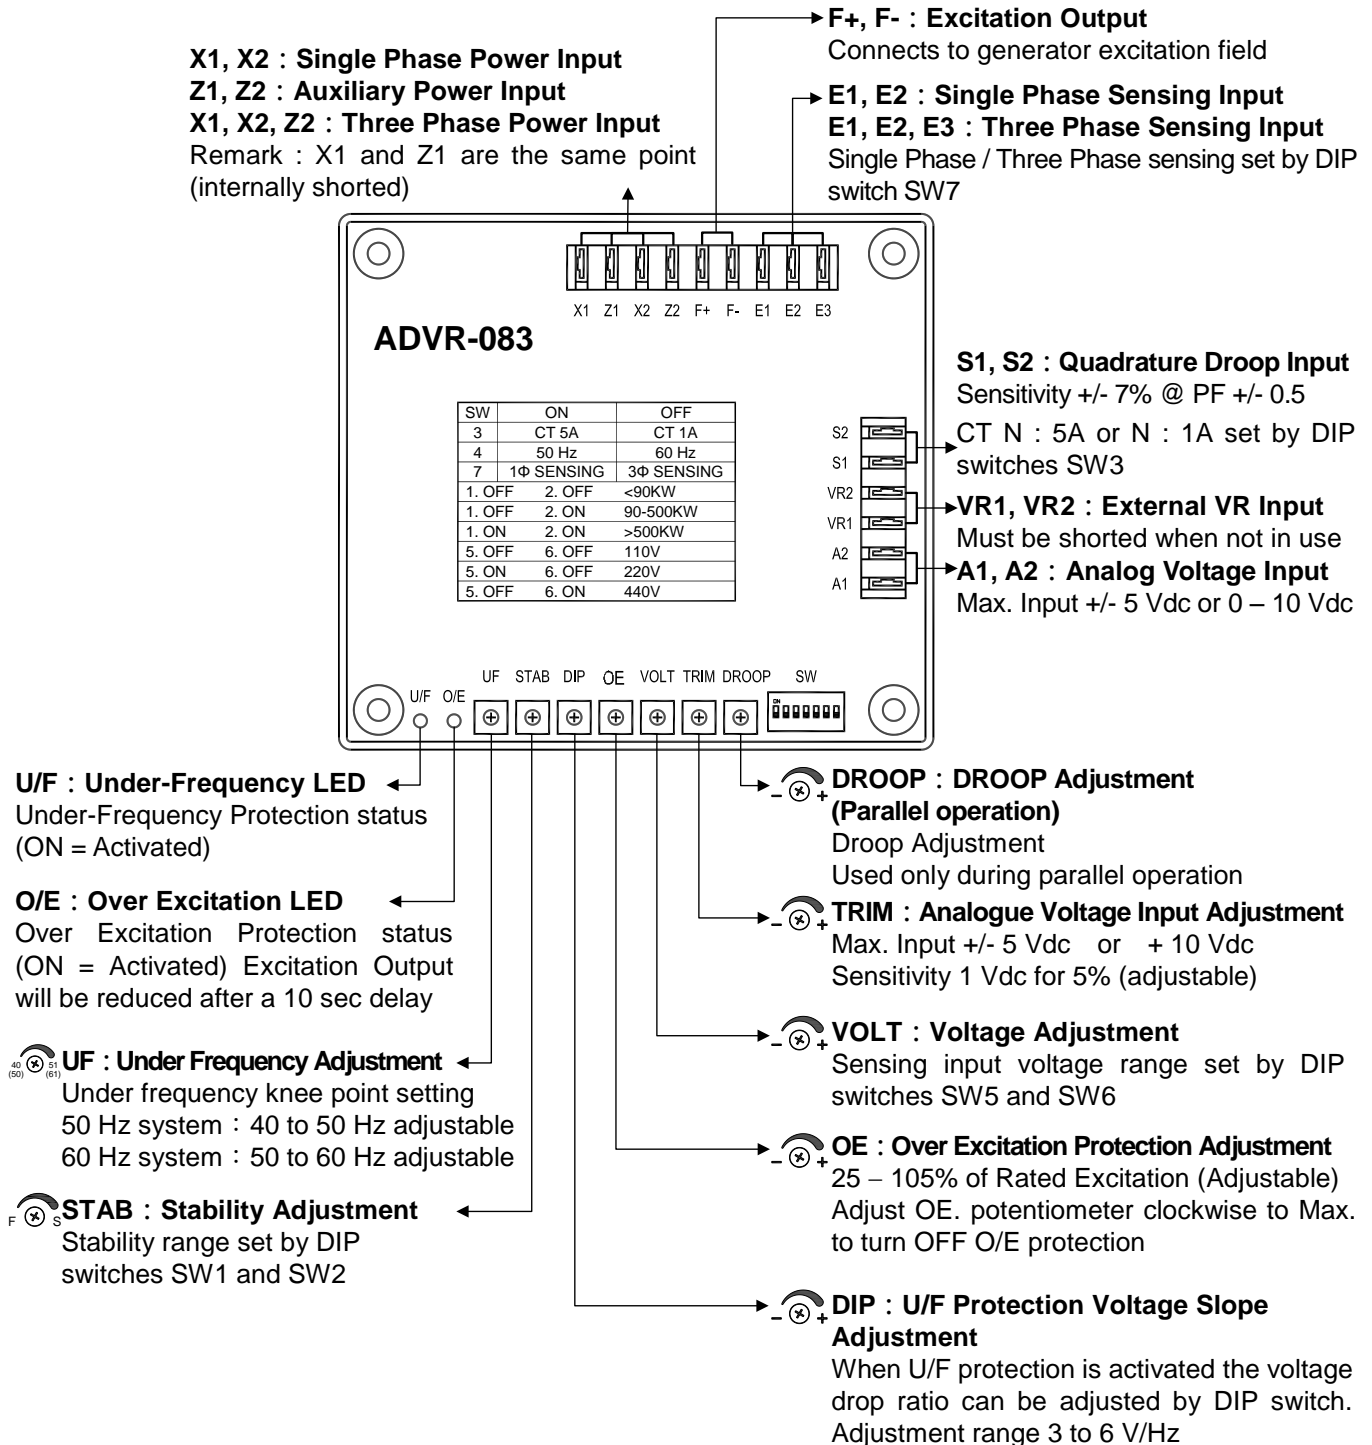 F+, F- : Excitation Output
Connects to generator excitation field
X1, X2 : Single Phase Power Input
Z1, Z2 : Auxiliary Power Input
X1, X2, Z2 : Three Phase Power Input
Remark : X1 and Z1 are the same point
(internally shorted)
E1, E2 : Single Phase Sensing Input
E1, E2, E3 : Three Phase Sensing Input
Single Phase / Three Phase sensing set by DIP
switch SW7
X1 Z1 X2 Z2 F+ F- E1 E2 E3
ADVR-083
SW ON OFF
3 CT 5A CT 1A
4 50 Hz 60 Hz
7 1Φ SENSING 3Φ SENSING
1. OFF 2. OFF <90KW
1. OFF 2. ON 90-500KW
1. ON 2. ON >500KW
5. OFF 6. OFF 110V
5. ON 6. OFF 220V
5. OFF 6. ON 440V
S2
S1
VR2
VR1
A2
A1
S1, S2 : Quadrature Droop Input
Sensitivity +/- 7% @ PF +/- 0.5
CT N : 5A or N : 1A set by DIP
switches SW3
VR1, VR2 : External VR Input
Must be shorted when not in use
A1, A2 : Analog Voltage Input
Max. Input +/- 5 Vdc or 0 – 10 Vdc
U/F O/E UF STAB DIP OE VOLT TRIM DROOP SW
ON
U/F : Under-Frequency LED
Under-Frequency Protection status
(ON = Activated)
O/E : Over Excitation LED
Over Excitation Protection status
(ON = Activated) Excitation Output
will be reduced after a 10 sec delay
40 (50) 51 (61) UF : Under Frequency Adjustment
Under frequency knee point setting
50 Hz system : 40 to 50 Hz adjustable
60 Hz system : 50 to 60 Hz adjustable
F S STAB : Stability Adjustment
Stability range set by DIP
switches SW1 and SW2
- + DROOP : DROOP Adjustment
(Parallel operation)
Droop Adjustment
Used only during parallel operation
- + TRIM : Analogue Voltage Input Adjustment
Max. Input +/- 5 Vdc or + 10 Vdc
Sensitivity 1 Vdc for 5% (adjustable)
- + VOLT : Voltage Adjustment
Sensing input voltage range set by DIP
switches SW5 and SW6
- + OE : Over Excitation Protection Adjustment
25 – 105% of Rated Excitation (Adjustable)
Adjust OE. potentiometer clockwise to Max.
to turn OFF O/E protection
- + DIP : U/F Protection Voltage Slope
Adjustment
When U/F protection is activated the voltage
drop ratio can be adjusted by DIP switch.
Adjustment range 3 to 6 V/Hz